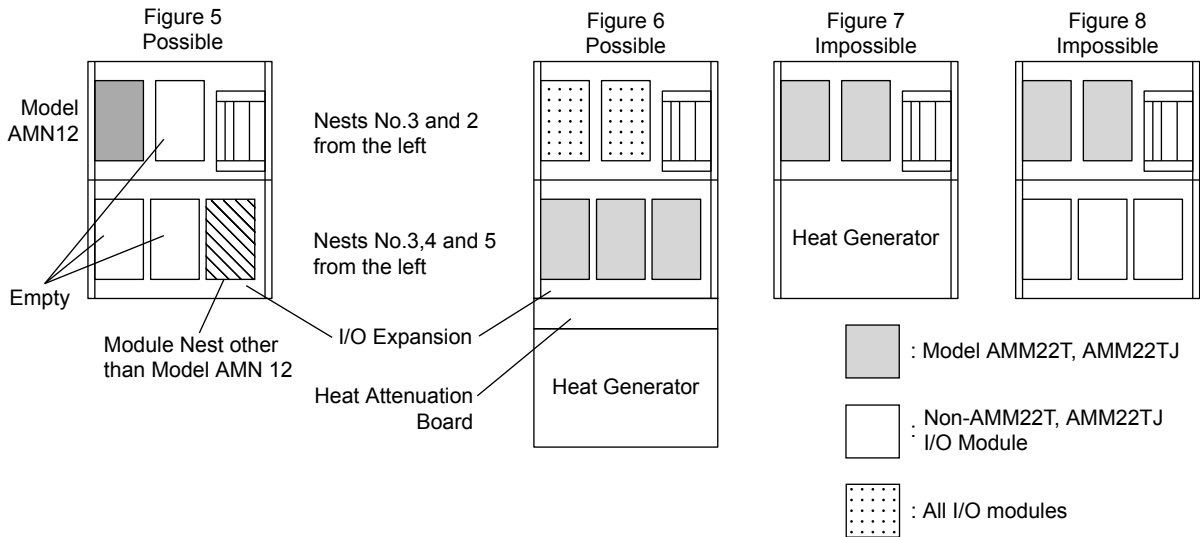 Figure 5
Possible
Figure 6
Possible
Figure 7
Impossible
Figure 8
Impossible
Model
AMN12
Nests No.3 and 2
from the left
Nests No.3,4 and 5
from the left
Heat Generator
Empty
Module Nest other
than Model AMN 12
I/O Expansion
Heat Attenuation
Board
Heat Generator
: Model AMM22T, AMM22TJ
: Non-AMM22T, AMM22TJ
I/O Module
: All I/O modules